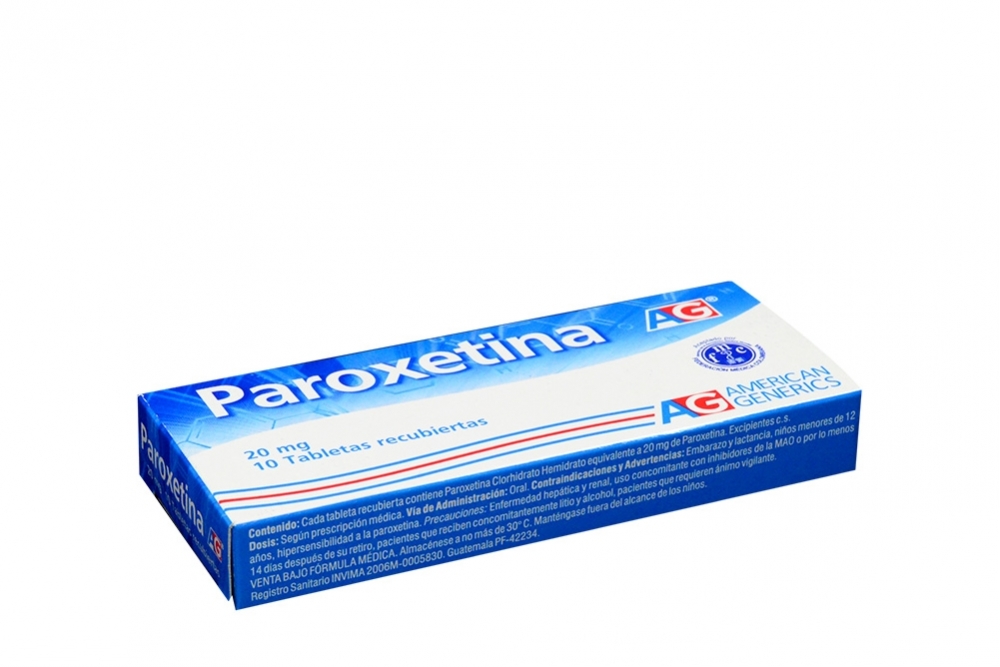 Paroxetina
AG®
20 mg
10 Tabletas recubiertas
AG AMERICAN
GENERICS
Paroxetina
AG
Contenido: Cada tableta recubierta contiene Paroxetina Clorhidrato Hemidrato equivalente a 20 mg de Paroxetina. Excipientes c.s.
Dosis: Según prescripción médica. Vía de Administración: Oral. Contraindicaciones y Advertencias: Embarazo y lactancia, niños menores de 12
años, hipersensibilidad a la paroxetina. Precauciones: Enfermedad hepática y renal, uso concomitante con inhibidores de la MAO o por lo menos
14 días después de su retiro, pacientes que reciben concomitantemente litio y alcohol, pacientes que requieren ánimo vigilante.
VENTA BAJO FÓRMULA MÉDICA. Almacénese a no más de 30° C. Manténgase fuera del alcance de los niños.
Registro Sanitario INVIMA 2006M-0005830. Guatemala PF-42234.